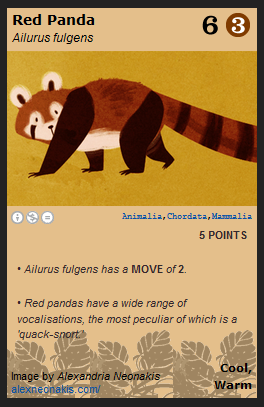 Red Panda 6 3
Ailurus fulgens
Animalia,Chordata,Mammalia
5 POINTS
• Ailurus fulgens has a MOVE of 2.
• Red pandas have a wide range of
vocalisations, the most peculiar of which is a
'quack-snort.'
Image by Alexandria Neonakis
alexneonakis.com/
Cool,
Warm